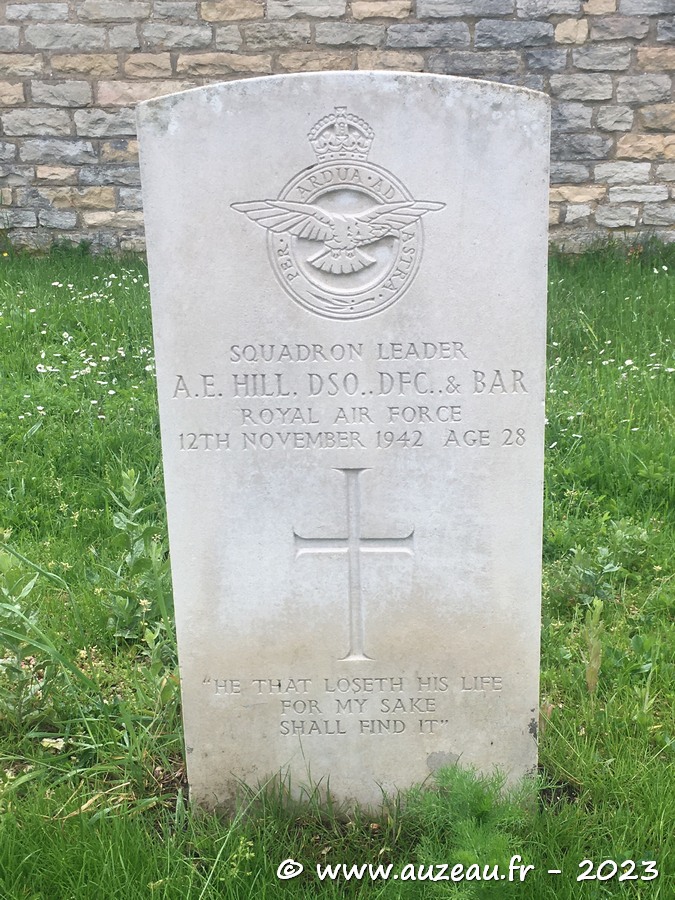 PER · ARDUA · AD ASTRA
SQUADRON LEADER
A.E. HILL, DSO., DFC., & BAR
ROYAL AIR FORCE
12TH NOVEMBER 1942 AGE 28
"HE THAT LOSETH HIS LIFE
FOR MY SAKE
SHALL FIND IT"
© www.auzeau.fr - 2023